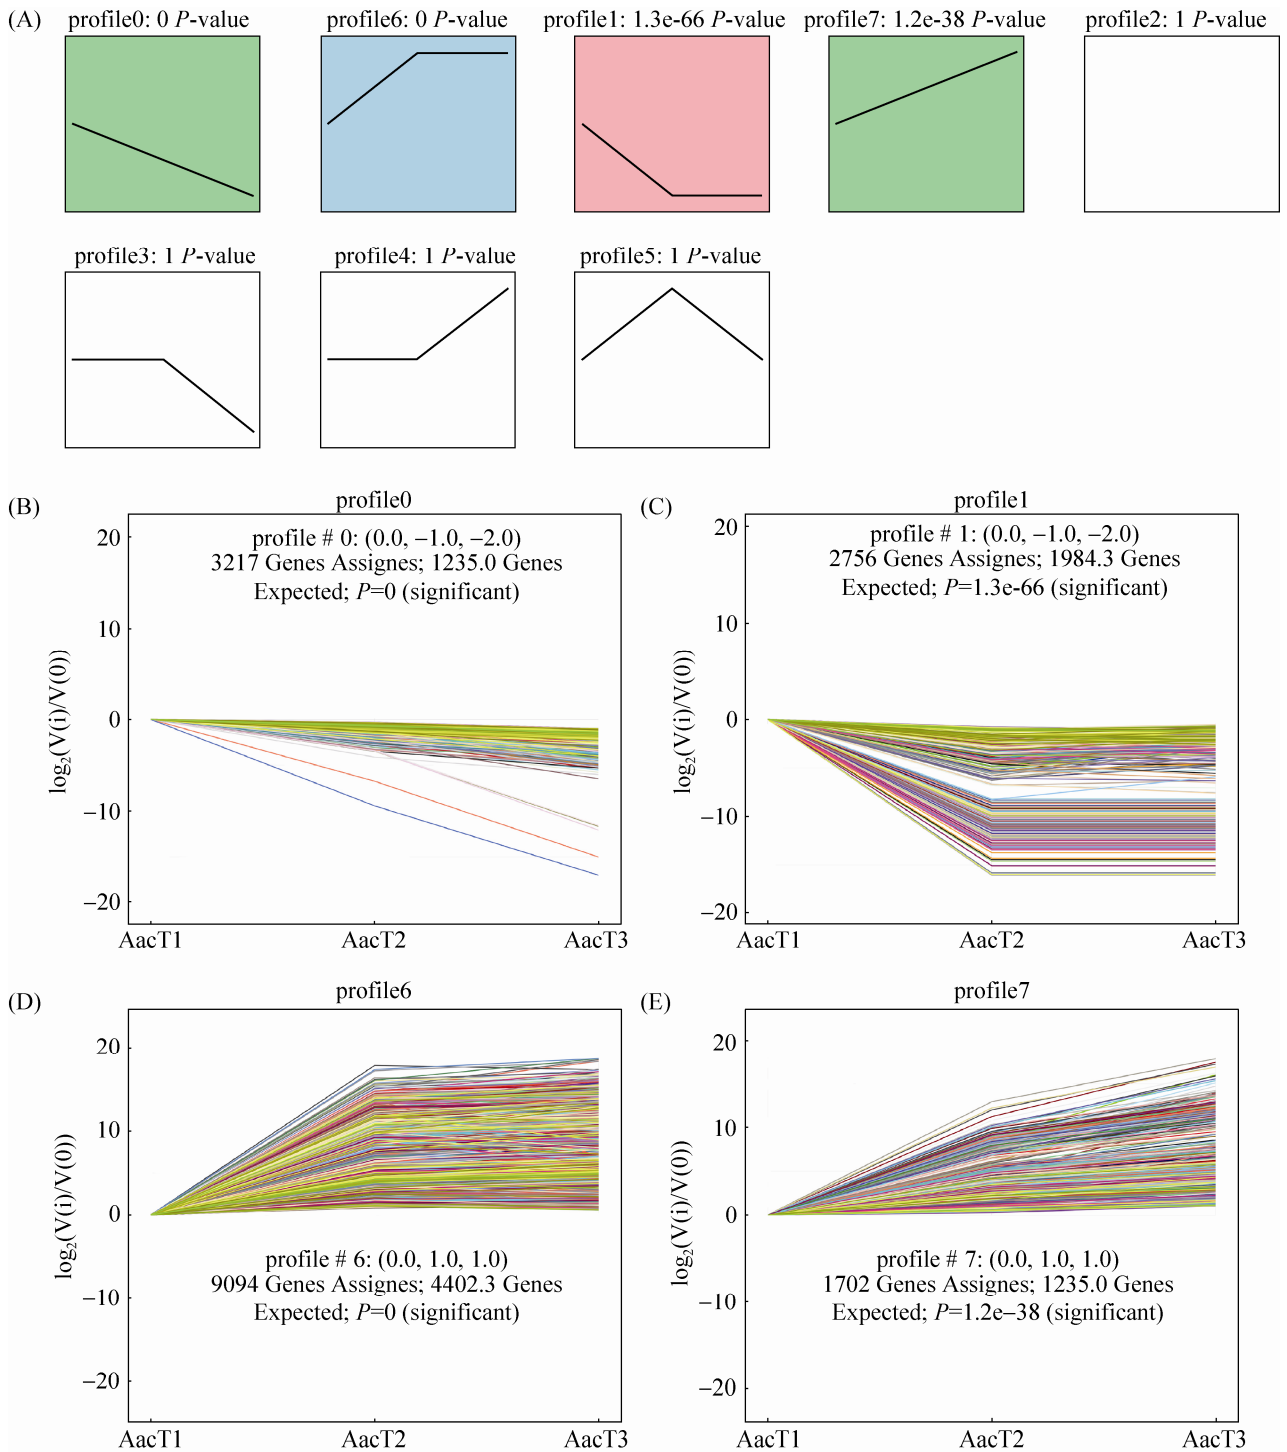 (A)
profile0: 0 P-value
profile6: 0 P-value
profile1: 1.3e-66 P-value
profile7: 1.2e-38 P-value
profile2: 1 P-value
profile3: 1 P-value
profile4: 1 P-value
profile5: 1 P-value
(B)
profile0
profile # 0: (0.0, −1.0, −2.0)
3217 Genes Assignes; 1235.0 Genes
Expected; P=0 (significant)
log2(V(i)/V(0))
20
10
0
−10
−20
AacT1
AacT2
AacT3
(C)
profile1
profile # 1: (0.0, −1.0, −2.0)
2756 Genes Assignes; 1984.3 Genes
Expected; P=1.3e-66 (significant)
log2(V(i)/V(0))
20
10
0
−10
−20
AacT1
AacT2
AacT3
(D)
profile6
log2(V(i)/V(0))
20
10
0
−10
−20
profile # 6: (0.0, 1.0, 1.0)
9094 Genes Assignes; 4402.3 Genes
Expected; P=0 (significant)
AacT1
AacT2
AacT3
(E)
profile7
log2(V(i)/V(0))
20
10
0
−10
−20
profile # 7: (0.0, 1.0, 1.0)
1702 Genes Assignes; 1235.0 Genes
Expected; P=1.2e−38 (significant)
AacT1
AacT2
AacT3